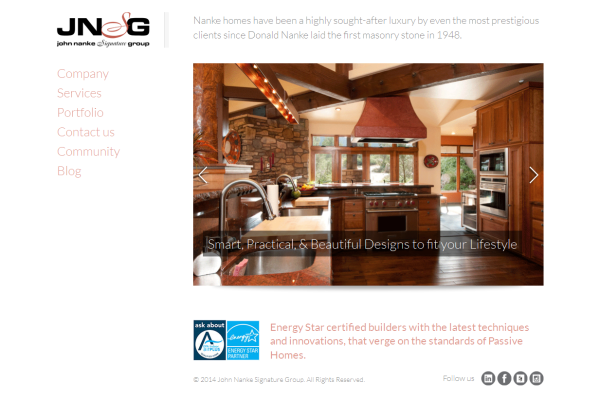 JNSG
john nanke Signature group
Nanke homes have been a highly sought-after luxury by even the most prestigious
clients since Donald Nanke laid the first masonry stone in 1948.
Company
Services
Portfolio
Contact us
Community
Blog
Smart, Practical, & Beautiful Designs to fit your Lifestyle
ask about
ENERGY STAR
PARTNER
Energy Star certified builders with the latest techniques
and innovations, that verge on the standards of Passive
Homes.
© 2014 John Nanke Signature Group. All Rights Reserved.
Follow us